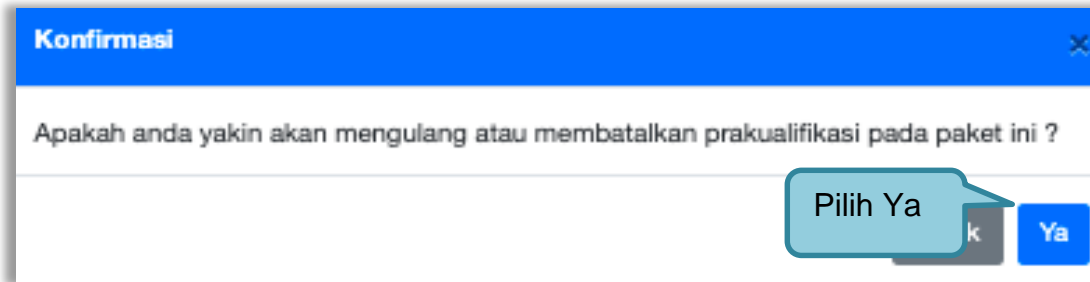 Konfirmasi
Apakah anda yakin akan mengulang atau membatalkan prakualifikasi pada paket ini ?
Pilih Ya
Ya